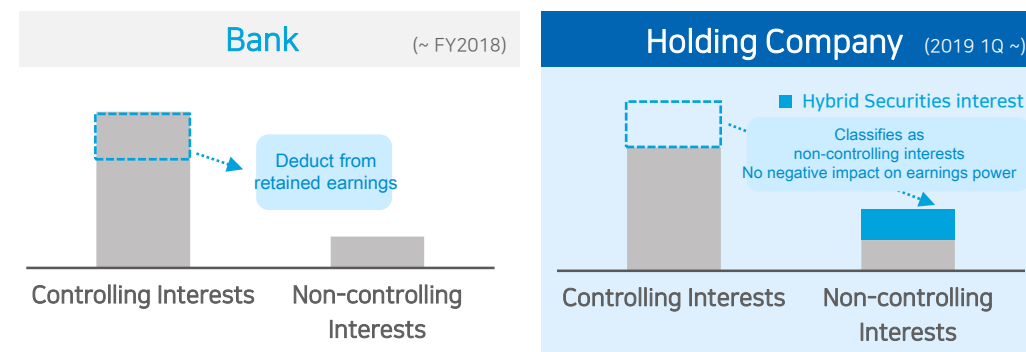 Bank (~ FY2018)
Deduct from
retained earnings
Controlling Interests
Non-controlling
Interests
Holding Company (2019 1Q ~)
Hybrid Securities interest
Classifies as
non-controlling interests
No negative impact on earnings power
Controlling Interests
Non-controlling
Interests